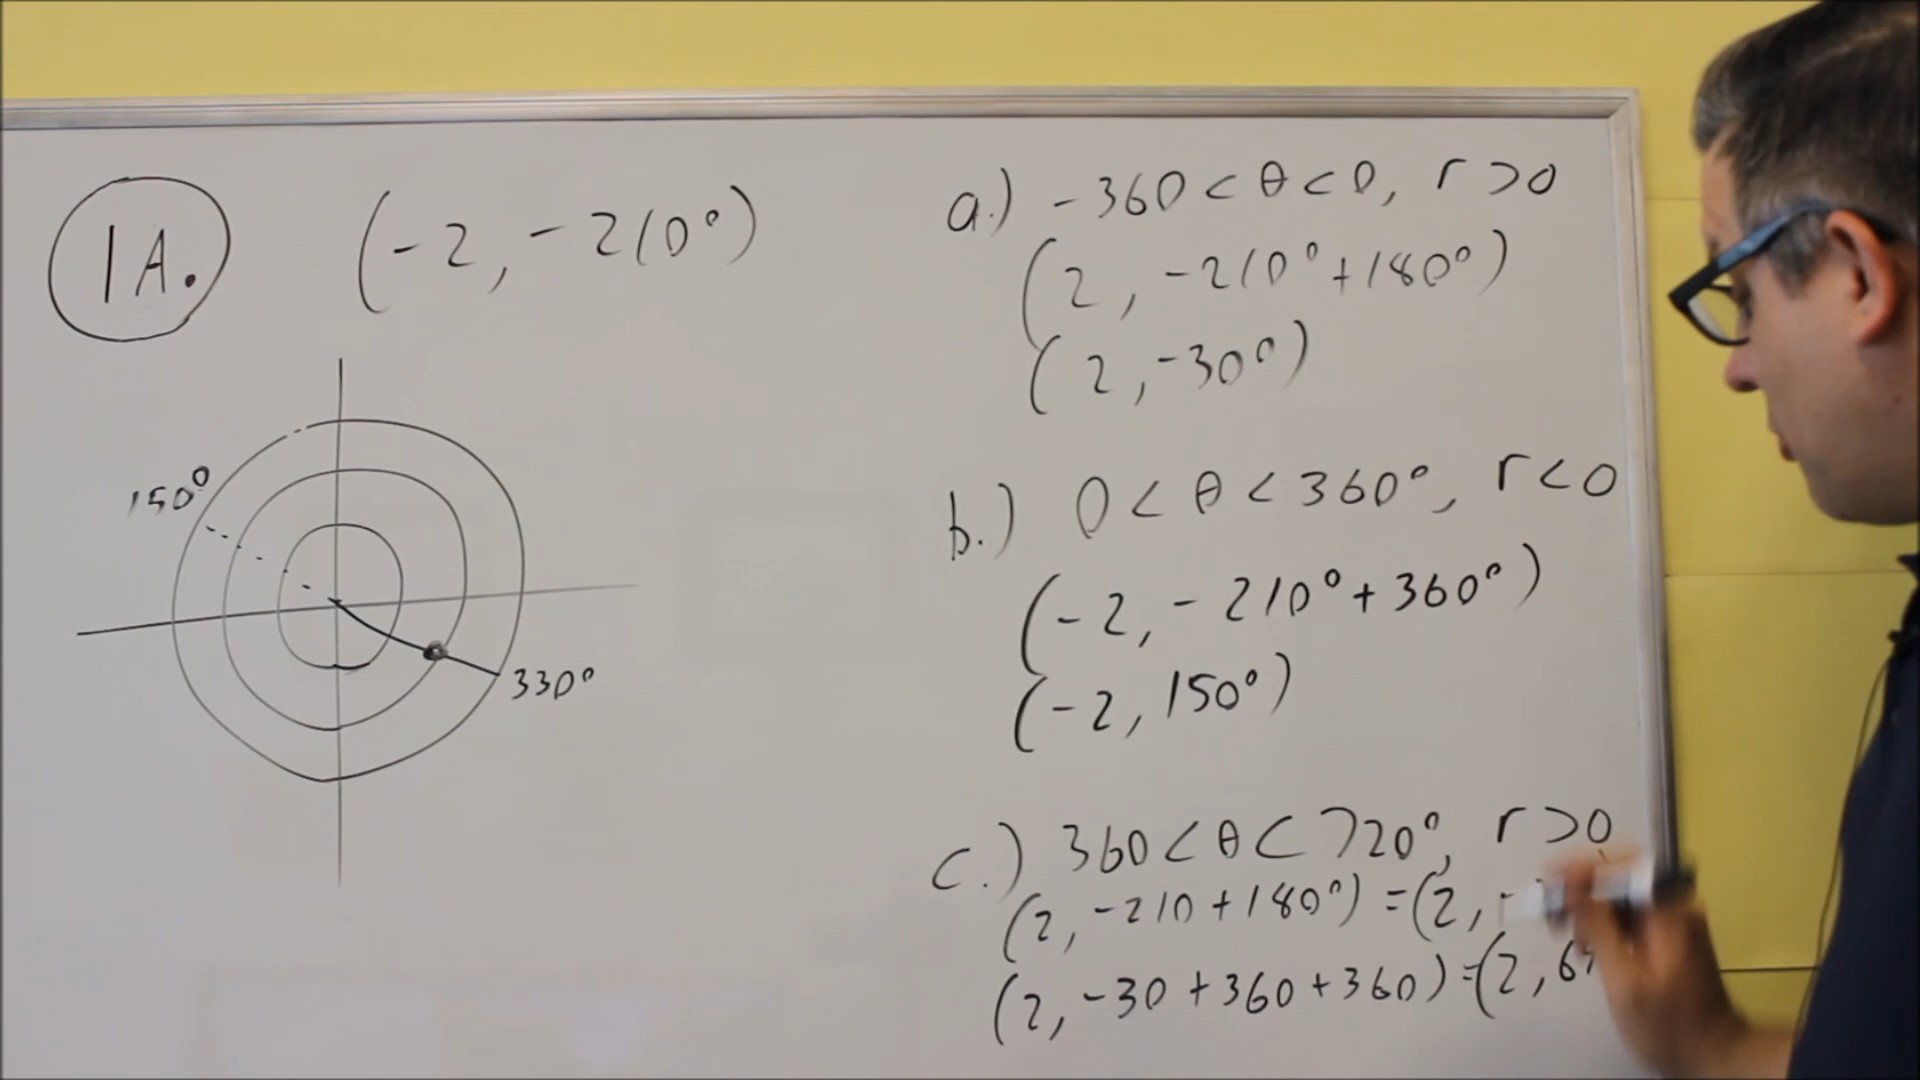 1A.
(-2, -210°)
150°
330°
a.) -360 < θ < 0, r > 0
(2, -210° + 180°)
(2, -30°)
b.) 0 < θ < 360°, r < 0
(-2, -210° + 360°)
(-2, 150°)
c.) 360 < θ < 720°, r > 0
(2, -210 + 180°) = (2, -
(2, -30 + 360 + 360) = (2, 6